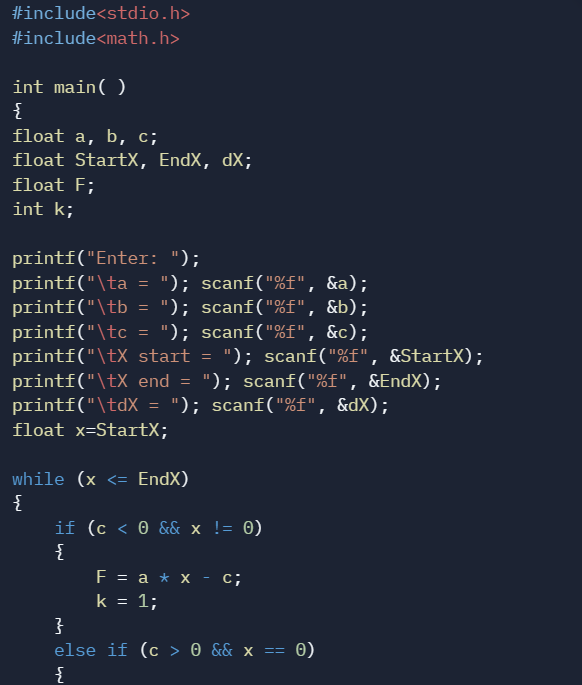 #include<stdio.h>
#include<math.h>
int main( )
{
float a, b, c;
float StartX, EndX, dX;
float F;
int k;
printf("Enter: ");
printf("\ta = "); scanf("%f", &a);
printf("\tb = "); scanf("%f", &b);
printf("\tc = "); scanf("%f", &c);
printf("\tX start = "); scanf("%f", &StartX);
printf("\tX end = "); scanf("%f", &EndX);
printf("\tdX = "); scanf("%f", &dX);
float x=StartX;
while (x <= EndX)
{
    if (c < 0 && x != 0)
    {
        F = a * x - c;
        k = 1;
    }
    else if (c > 0 && x == 0)
    {